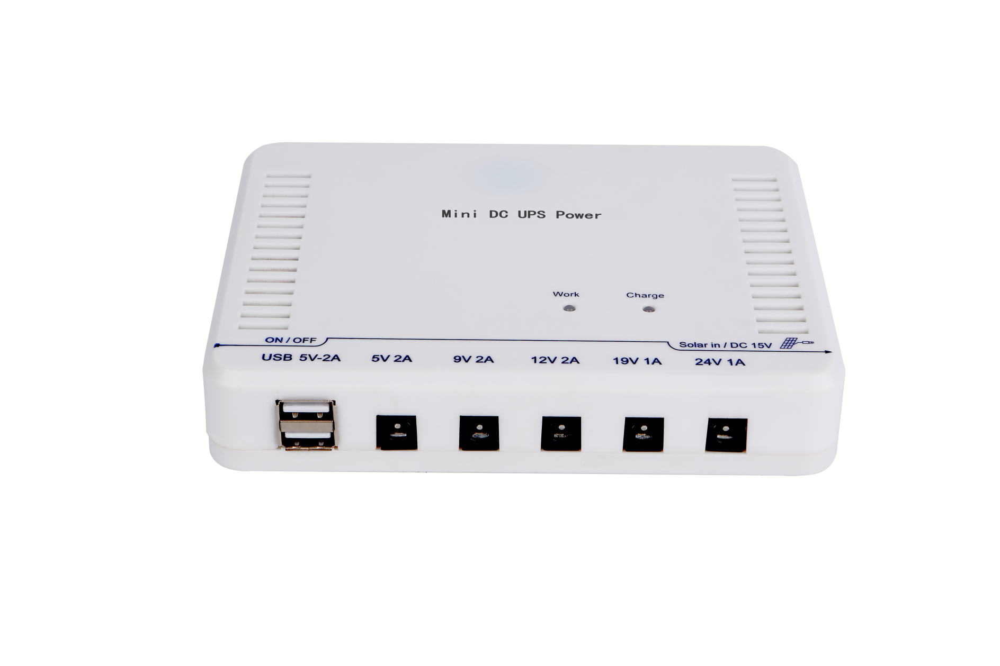 Mini DC UPS Power
Work
Charge
ON / OFF
Solar in / DC 15V
USB 5V-2A
5V 2A
9V 2A
12V 2A
19V 1A
24V 1A